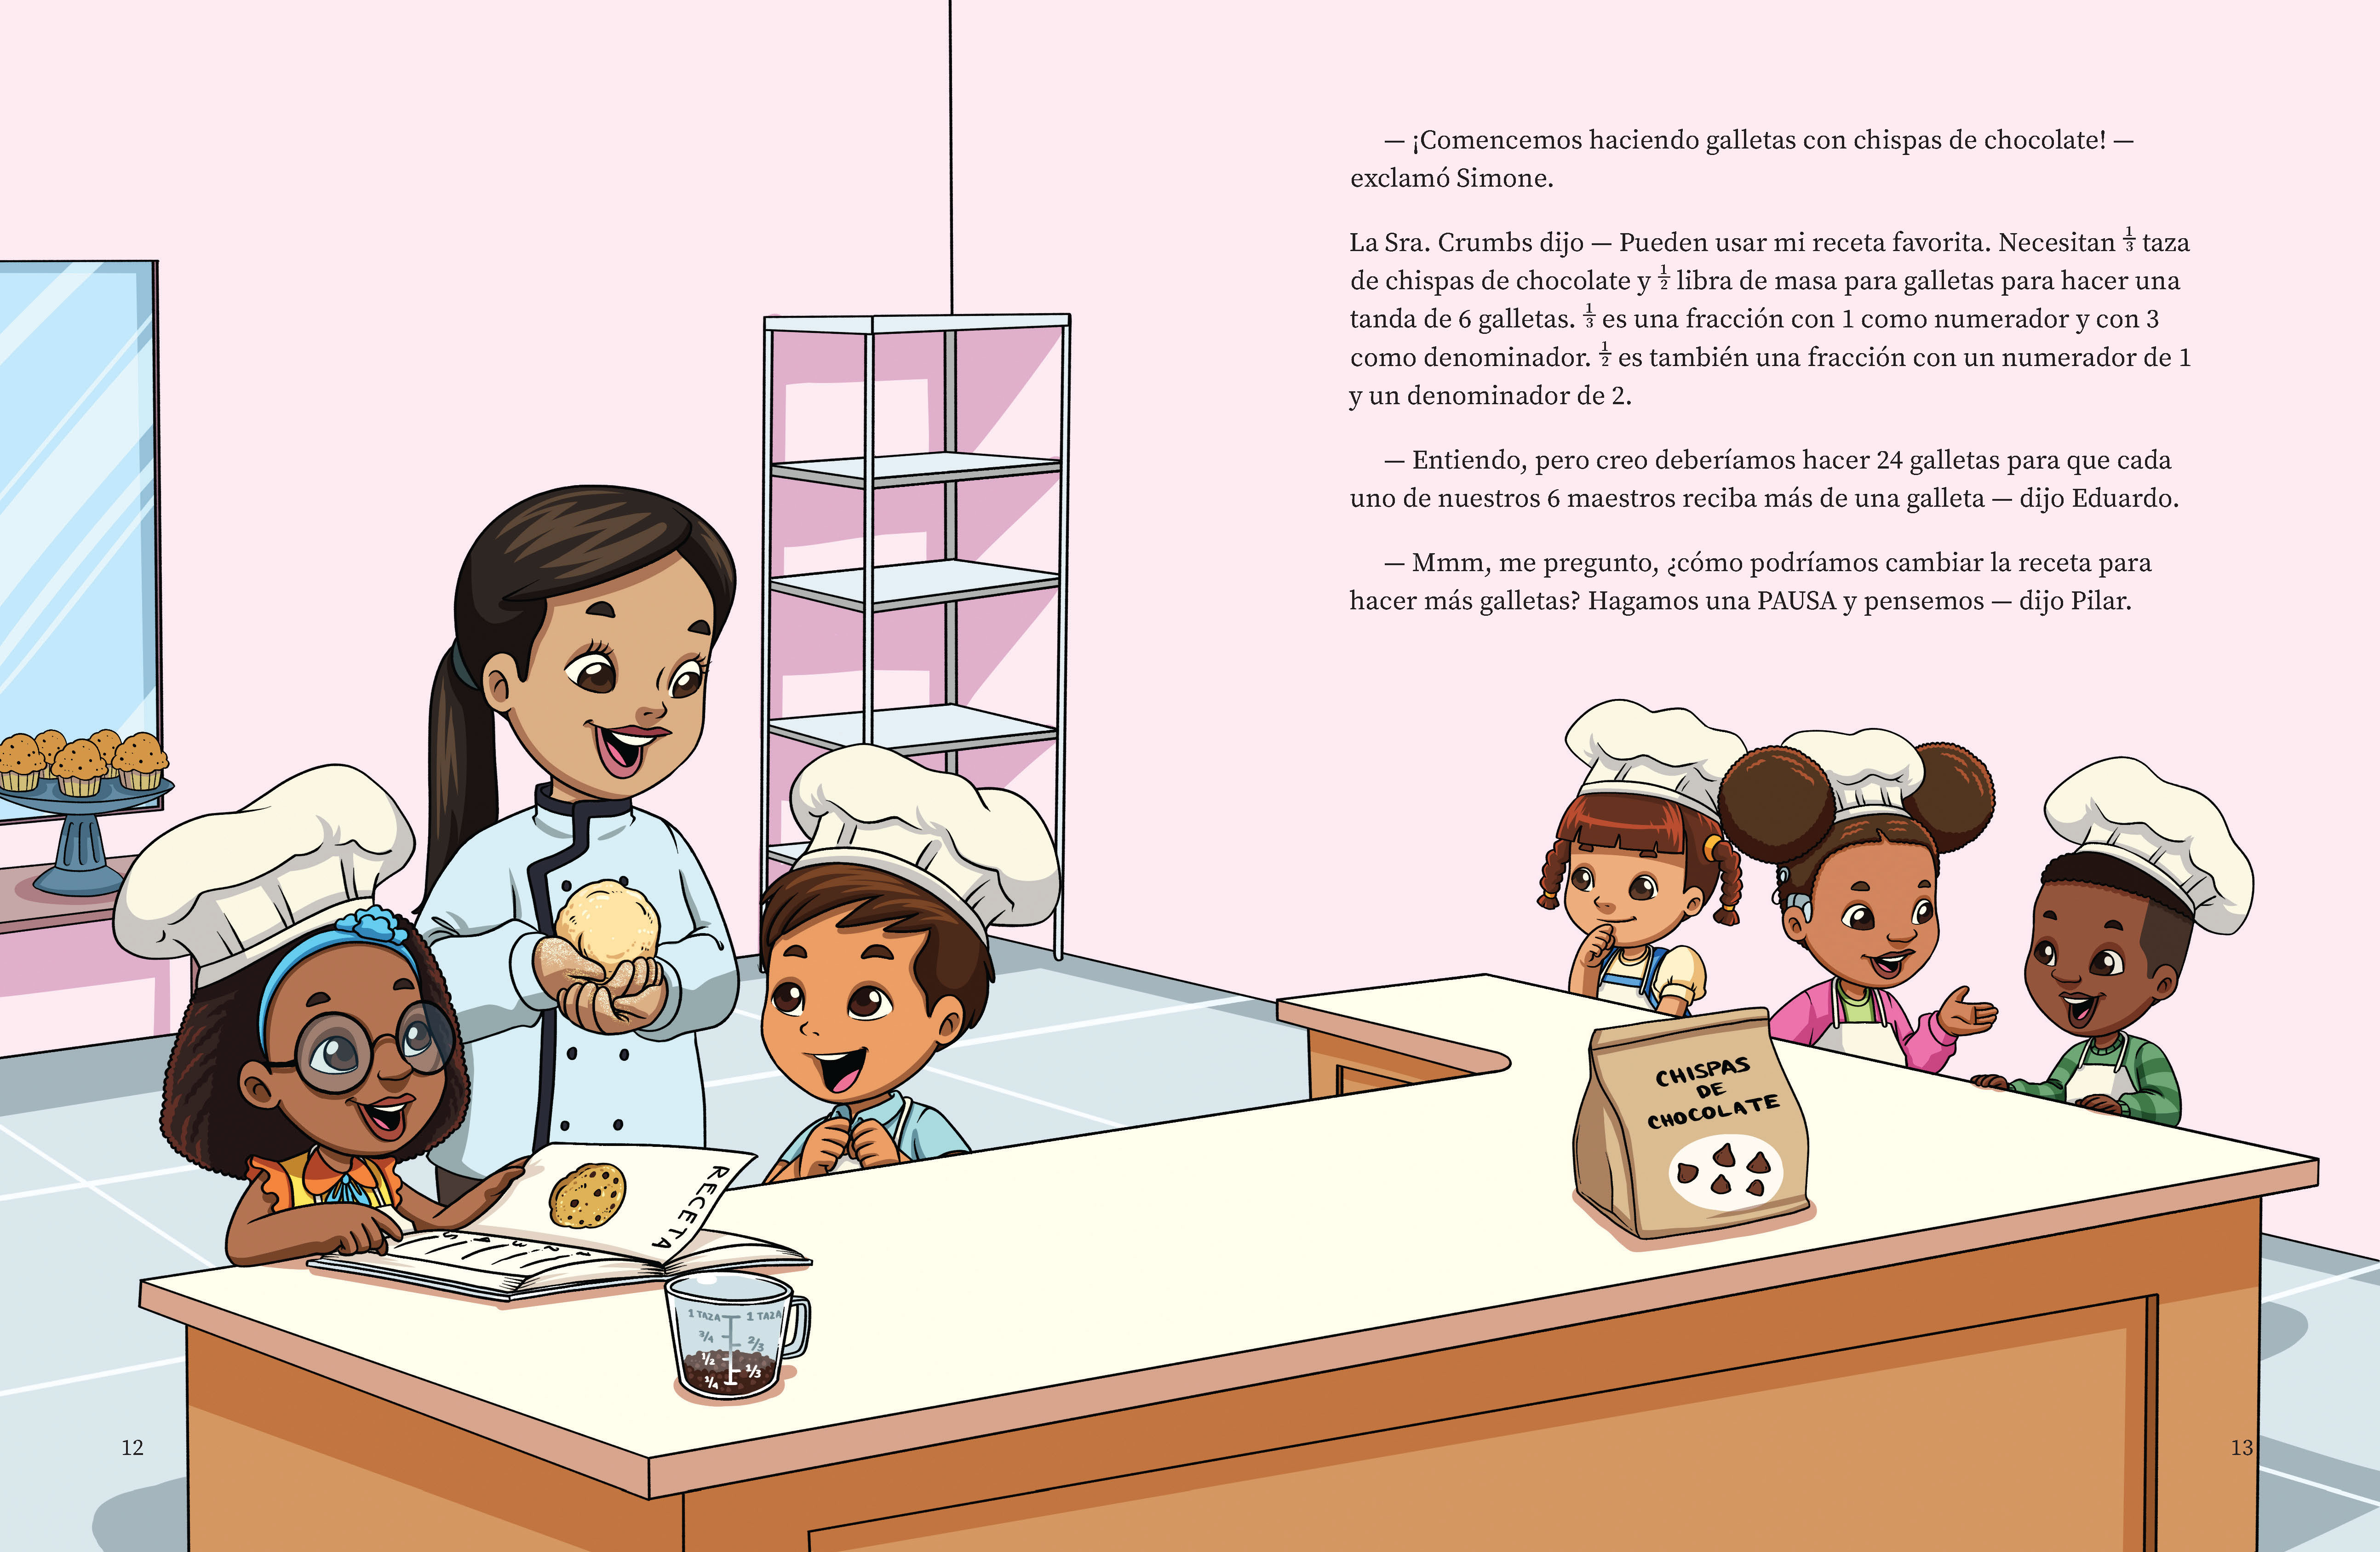 — ¡Comencemos haciendo galletas con chispas de chocolate! —
exclamó Simone.
La Sra. Crumbs dijo — Pueden usar mi receta favorita. Necesitan 1/3 taza
de chispas de chocolate y 1/2 libra de masa para galletas para hacer una
tanda de 6 galletas. 1/3 es una fracción con 1 como numerador y con 3
como denominador. 1/2 es también una fracción con un numerador de 1
y un denominador de 2.
— Entiendo, pero creo deberíamos hacer 24 galletas para que cada
uno de nuestros 6 maestros reciba más de una galleta — dijo Eduardo.
— Mmm, me pregunto, ¿cómo podríamos cambiar la receta para
hacer más galletas? Hagamos una PAUSA y pensemos — dijo Pilar.
CHISPAS
DE
CHOCOLATE
RECETA
1 TAZA 1 TAZA
3/4 2/3
1/2 1/3
1/4
12
13